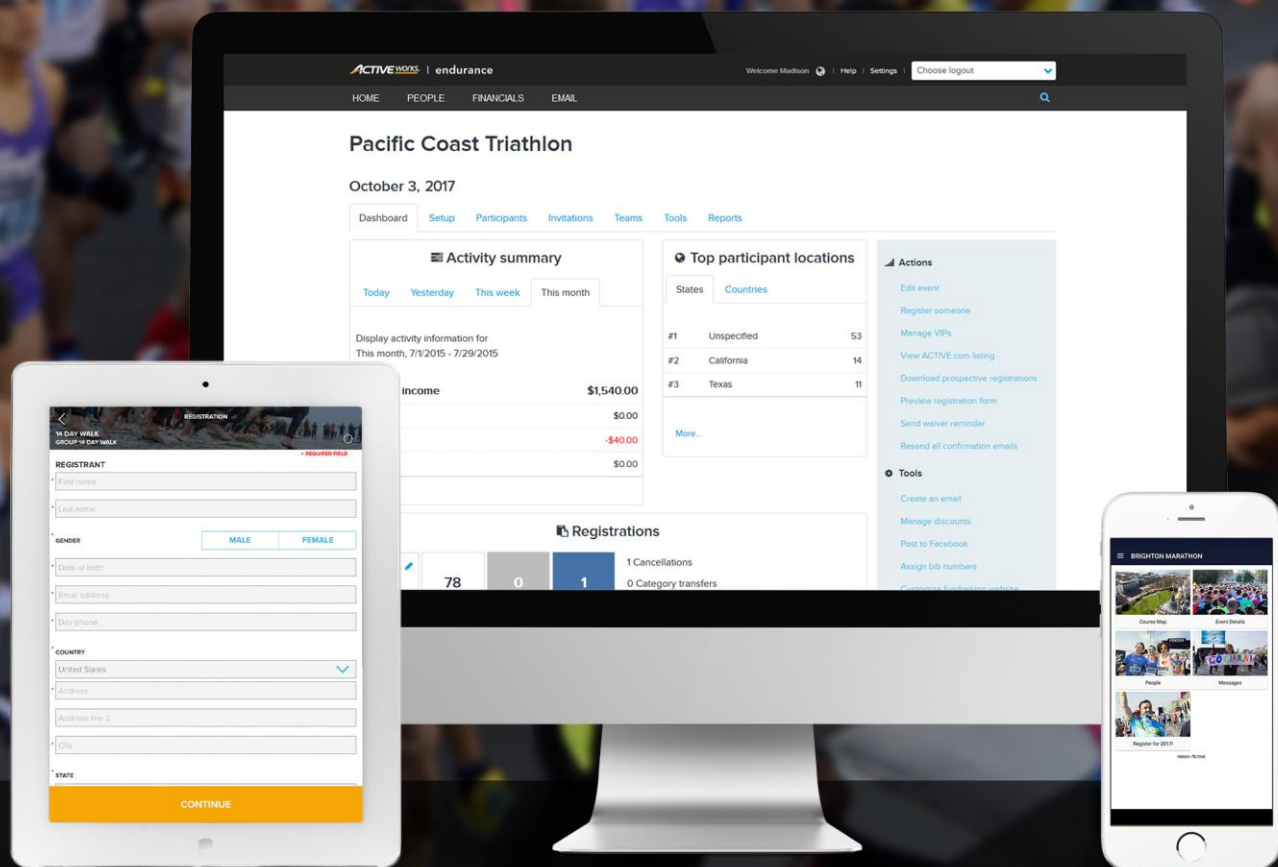 ACTIVEWORKS. | endurance
Welcome Madison | Help | Settings | Choose logout
HOME PEOPLE FINANCIALS EMAIL
Pacific Coast Triathlon
October 3, 2017
Dashboard Setup Participants Invitations Teams Tools Reports
Activity summary
Today Yesterday This week This month
Display activity information for
This month, 7/1/2015 - 7/29/2015
income $1,540.00
$0.00
-$40.00
$0.00
Top participant locations
States Countries
#1 Unspecified 53
#2 California 14
#3 Texas 11
More...
Actions
Edit event
Register someone
Manage VIPs
View ACTIVE.com listing
Download prospective registrations
Preview registration form
Send waiver reminder
Resend all confirmation emails
Tools
Create an email
Manage discounts
Post to Facebook
Assign bib numbers
Customize fundraising website
Registrations
78 0 1
1 Cancellations
0 Category transfers
REGISTRATION
14 DAY WALK
GROUP 14 DAY WALK
* REQUIRED FIELD
REGISTRANT
* First name
* Last name
* GENDER MALE FEMALE
* Date of birth
* Email address
* Day phone
* COUNTRY
United States
* Address
Address line 2
* City
* STATE
CONTINUE
BRIGHTON MARATHON
Course Map Event Details
People Messages
Register for 2017!